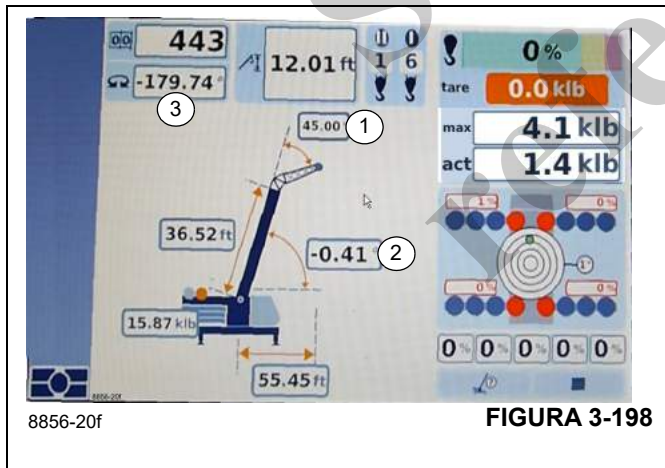 443
-179.74 °
3
12.01 ft
0
1 6
0 %
tare 0.0 klb
max 4.1 klb
act 1.4 klb
45.00 °
1
36.52 ft
-0.41 °
2
15.87 klb
55.45 ft
1 % 0 %
1°
0 % 0 %
0 % 0 % 0 % 0 % 0 %
8856-20f
8856-20f
FIGURA 3-198